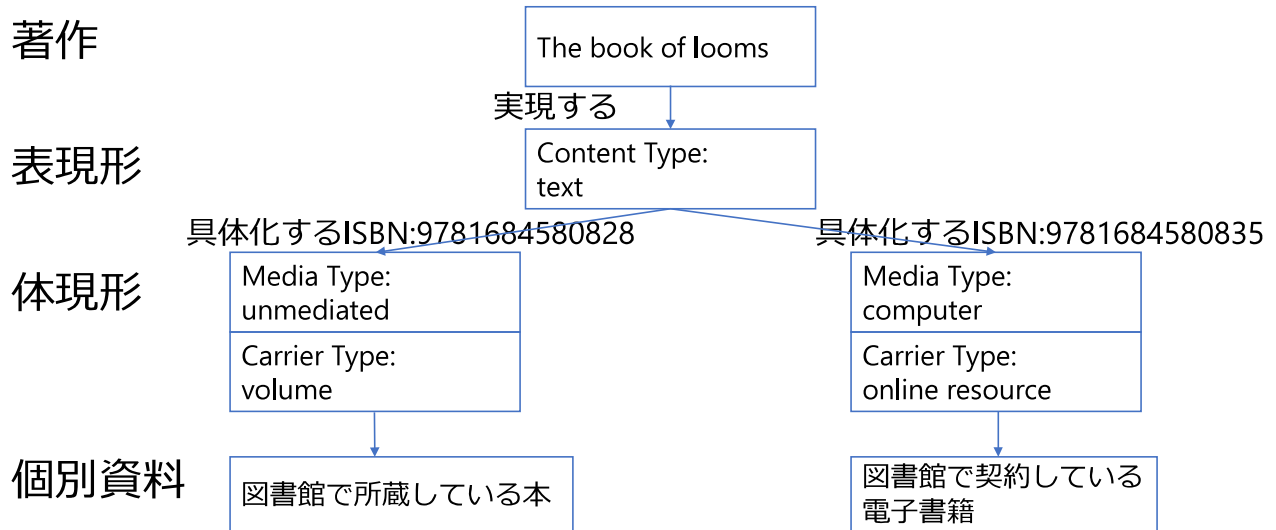 著作
The book of looms
実現する
表現形
Content Type:
text
具体化するISBN:9781684580828
具体化するISBN:9781684580835
体現形
Media Type:
unmediated
Carrier Type:
volume
Media Type:
computer
Carrier Type:
online resource
個別資料
図書館で所蔵している本
図書館で契約している
電子書籍